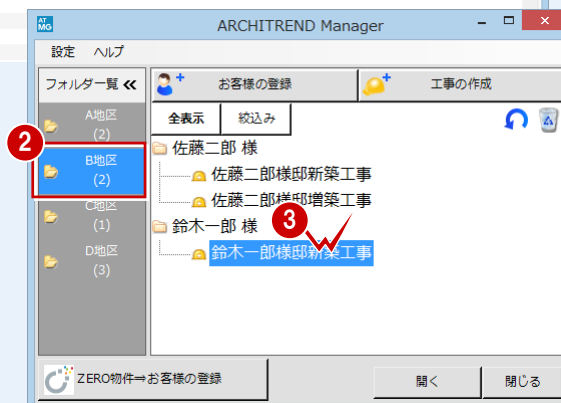 AT
MG
ARCHITREND Manager
設定 ヘルプ
フォルダ一覧 ≪
お客様の登録
工事の作成
全表示
絞込み
A地区
(2)
2
B地区
(2)
C地区
(1)
D地区
(3)
佐藤二郎 様
佐藤二郎様邸新築工事
佐藤二郎様邸増築工事
鈴木一郎 様
3
鈴木一郎様邸新築工事
ZERO物件⇒お客様の登録
開く
閉じる